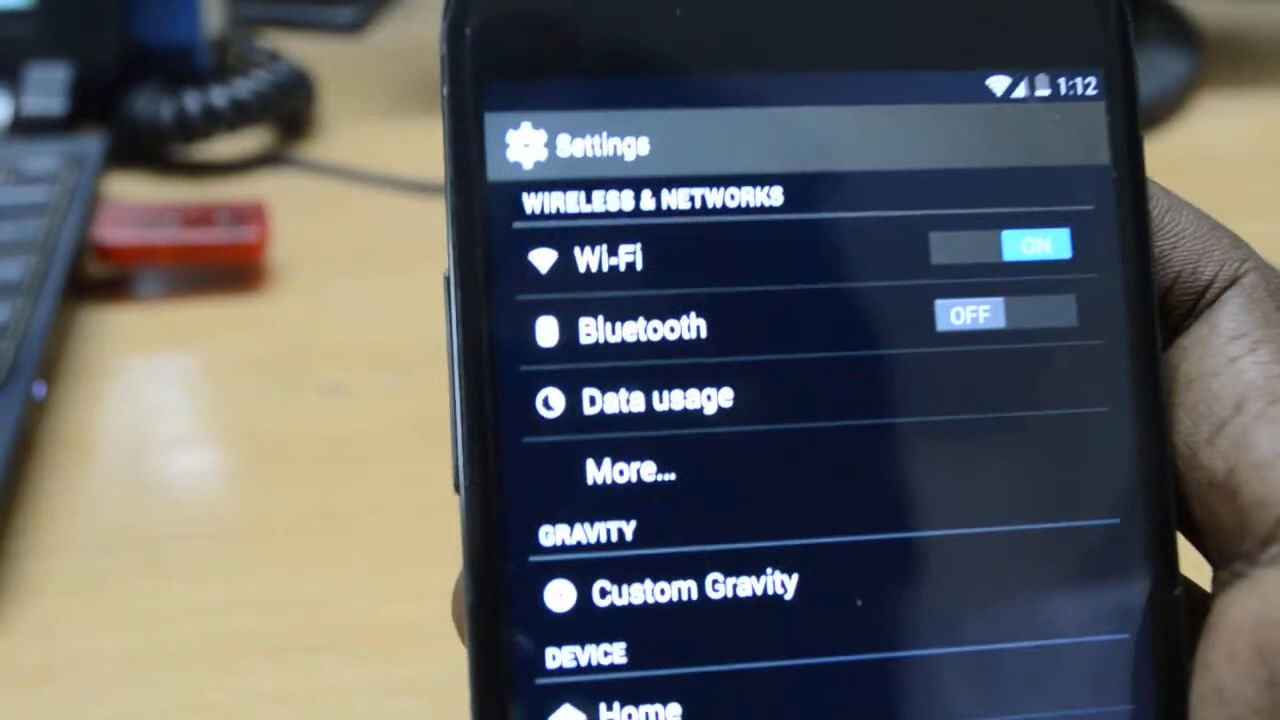 1:12
Settings
WIRELESS & NETWORKS
Wi-Fi ON
Bluetooth OFF
Data usage
More...
GRAVITY
Custom Gravity
DEVICE
Home